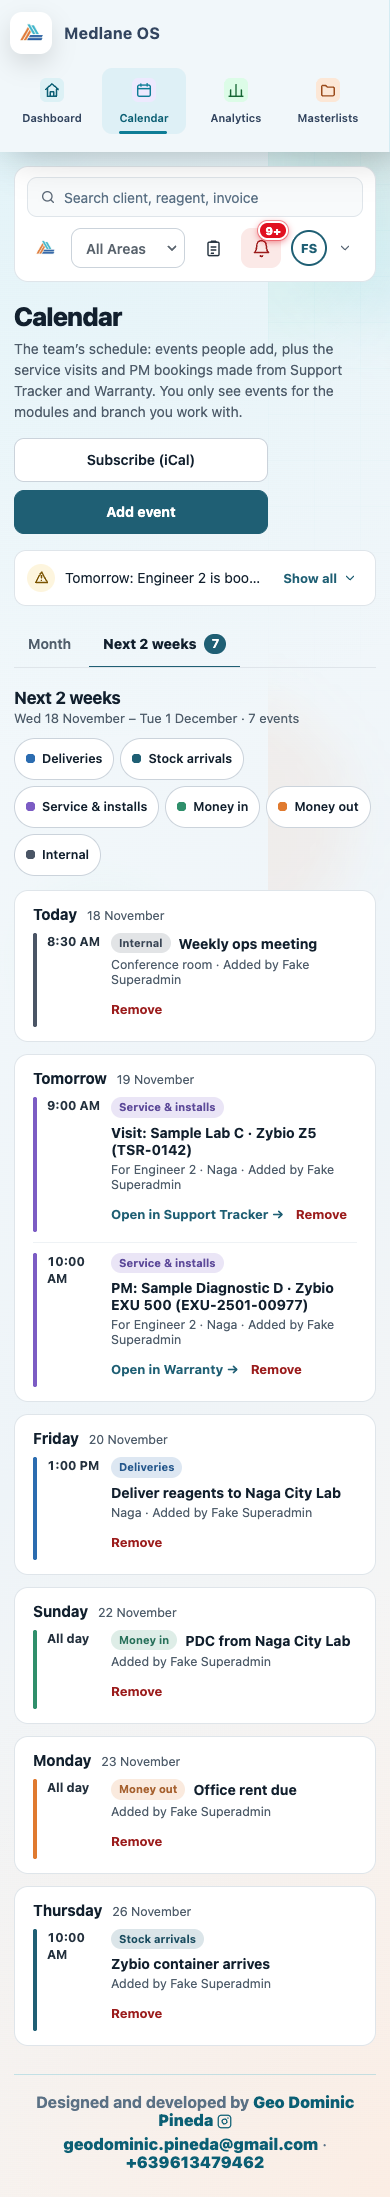 Medlane OS
Dashboard
Calendar
Analytics
Masterlists
Search client, reagent, invoice
All Areas
9+
FS
Calendar
The team's schedule: events people add, plus the
service visits and PM bookings made from Support
Tracker and Warranty. You only see events for the
modules and branch you work with.
Subscribe (iCal)
Add event
Tomorrow: Engineer 2 is boo...
Show all
Month
Next 2 weeks 7
Next 2 weeks
Wed 18 November – Tue 1 December · 7 events
Deliveries
Stock arrivals
Service & installs
Money in
Money out
Internal
Today 18 November
8:30 AM
Internal Weekly ops meeting
Conference room · Added by Fake
Superadmin
Remove
Tomorrow 19 November
9:00 AM
Service & installs
Visit: Sample Lab C · Zybio Z5
(TSR-0142)
For Engineer 2 · Naga · Added by Fake
Superadmin
Open in Support Tracker → Remove
10:00
AM
Service & installs
PM: Sample Diagnostic D · Zybio
EXU 500 (EXU-2501-00977)
For Engineer 2 · Naga · Added by Fake
Superadmin
Open in Warranty → Remove
Friday 20 November
1:00 PM
Deliveries
Deliver reagents to Naga City Lab
Naga · Added by Fake Superadmin
Remove
Sunday 22 November
All day
Money in PDC from Naga City Lab
Added by Fake Superadmin
Remove
Monday 23 November
All day
Money out Office rent due
Added by Fake Superadmin
Remove
Thursday 26 November
10:00
AM
Stock arrivals
Zybio container arrives
Added by Fake Superadmin
Remove
Designed and developed by Geo Dominic
Pineda
geodominic.pineda@gmail.com ·
+639613479462